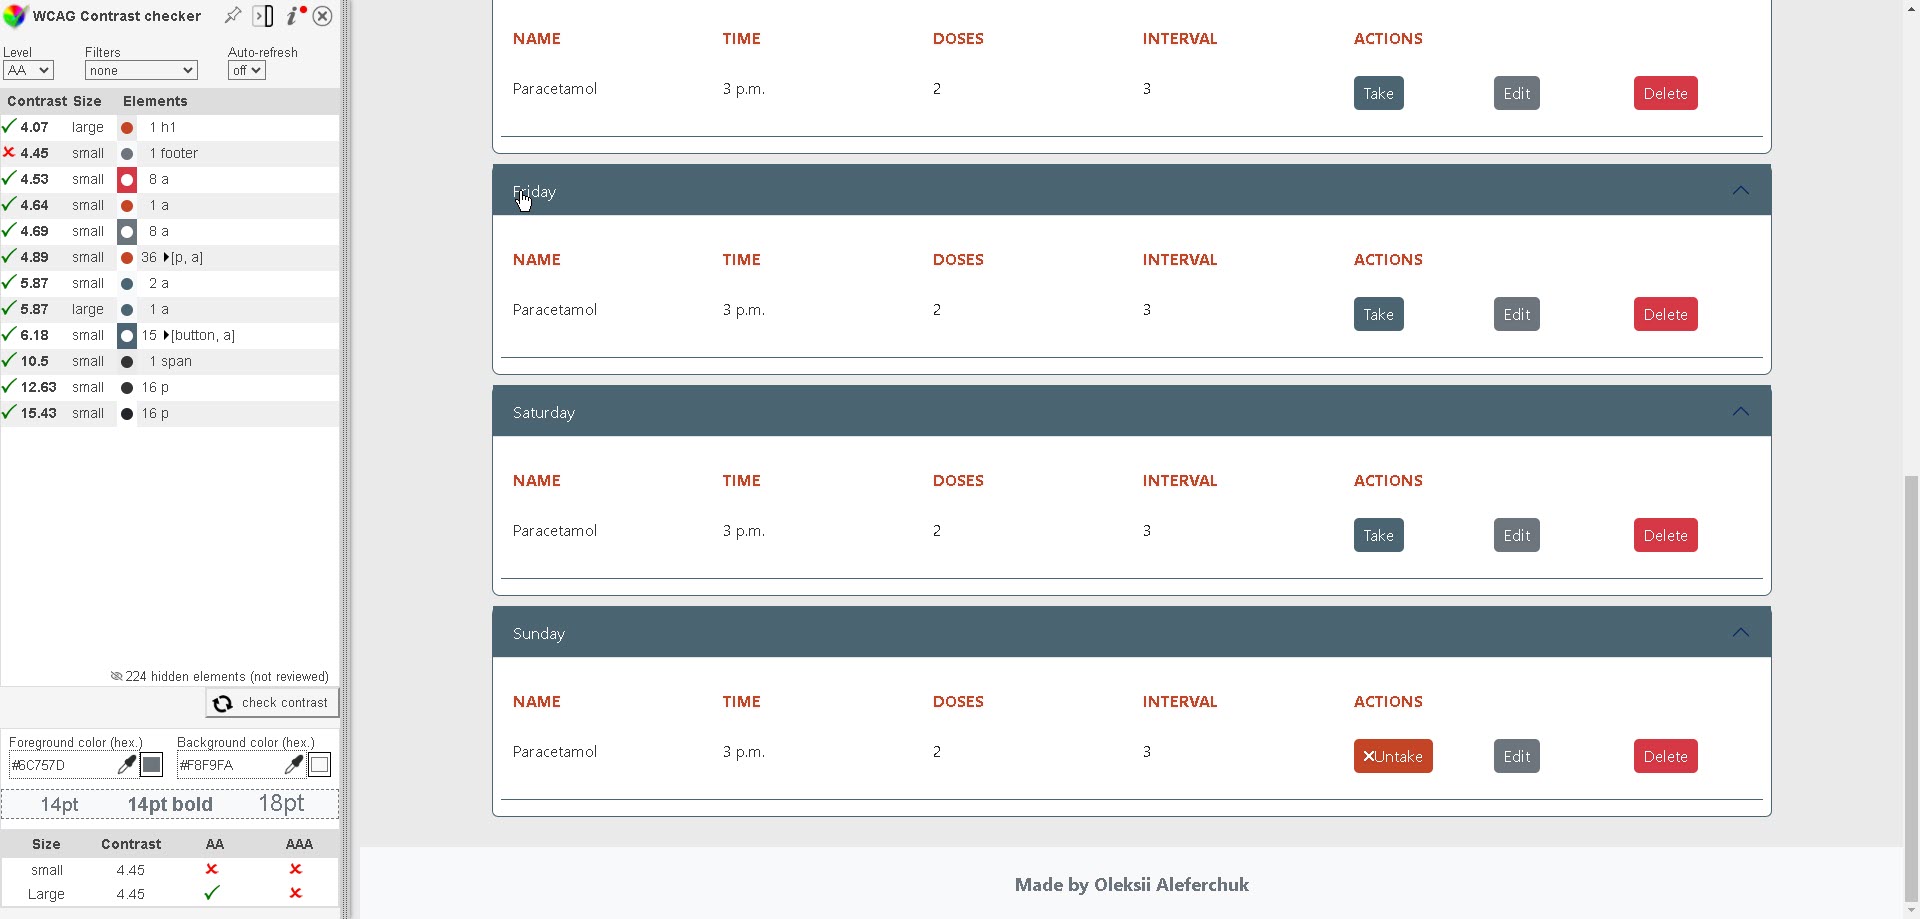 WCAG Contrast checker
Level Filters Auto-refresh
AA none off
Contrast Size Elements
4.07 large 1 h1
4.45 small 1 footer
4.53 small 8 a
4.64 small 1 a
4.69 small 8 a
4.89 small 36 [p, a]
5.87 small 2 a
5.87 large 1 a
6.18 small 15 [button, a]
10.5 small 1 span
12.63 small 16 p
15.43 small 16 p
224 hidden elements (not reviewed)
check contrast
Foreground color (hex.) Background color (hex.)
#6C757D #F8F9FA
14pt 14pt bold 18pt
Size Contrast AA AAA
small 4.45
Large 4.45
NAME TIME DOSES INTERVAL ACTIONS
Paracetamol 3 p.m. 2 3 Take Edit Delete
Friday
NAME TIME DOSES INTERVAL ACTIONS
Paracetamol 3 p.m. 2 3 Take Edit Delete
Saturday
NAME TIME DOSES INTERVAL ACTIONS
Paracetamol 3 p.m. 2 3 Take Edit Delete
Sunday
NAME TIME DOSES INTERVAL ACTIONS
Paracetamol 3 p.m. 2 3 ×Untake Edit Delete
Made by Oleksii Aleferchuk